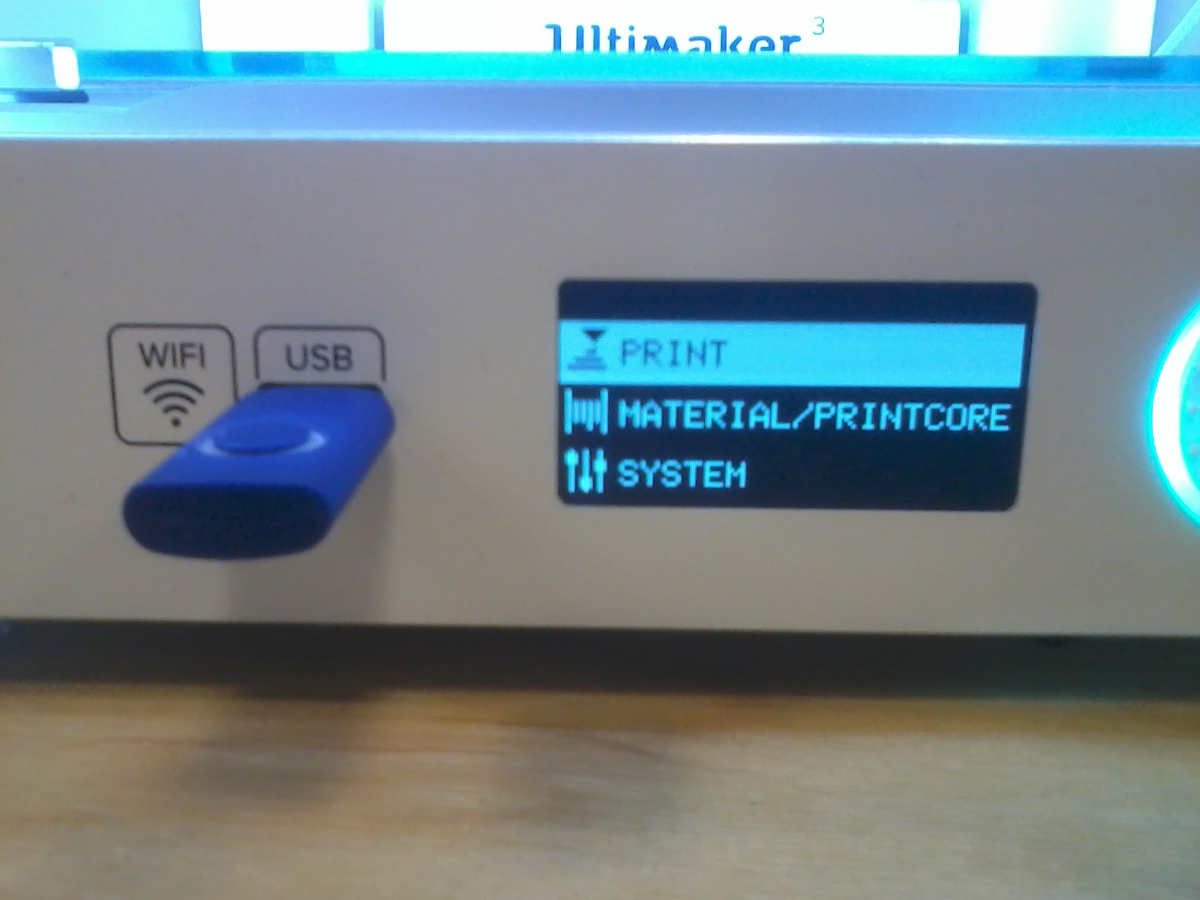 Ultimaker 3
WIFI
USB
PRINT
MATERIAL/PRINTCORE
SYSTEM